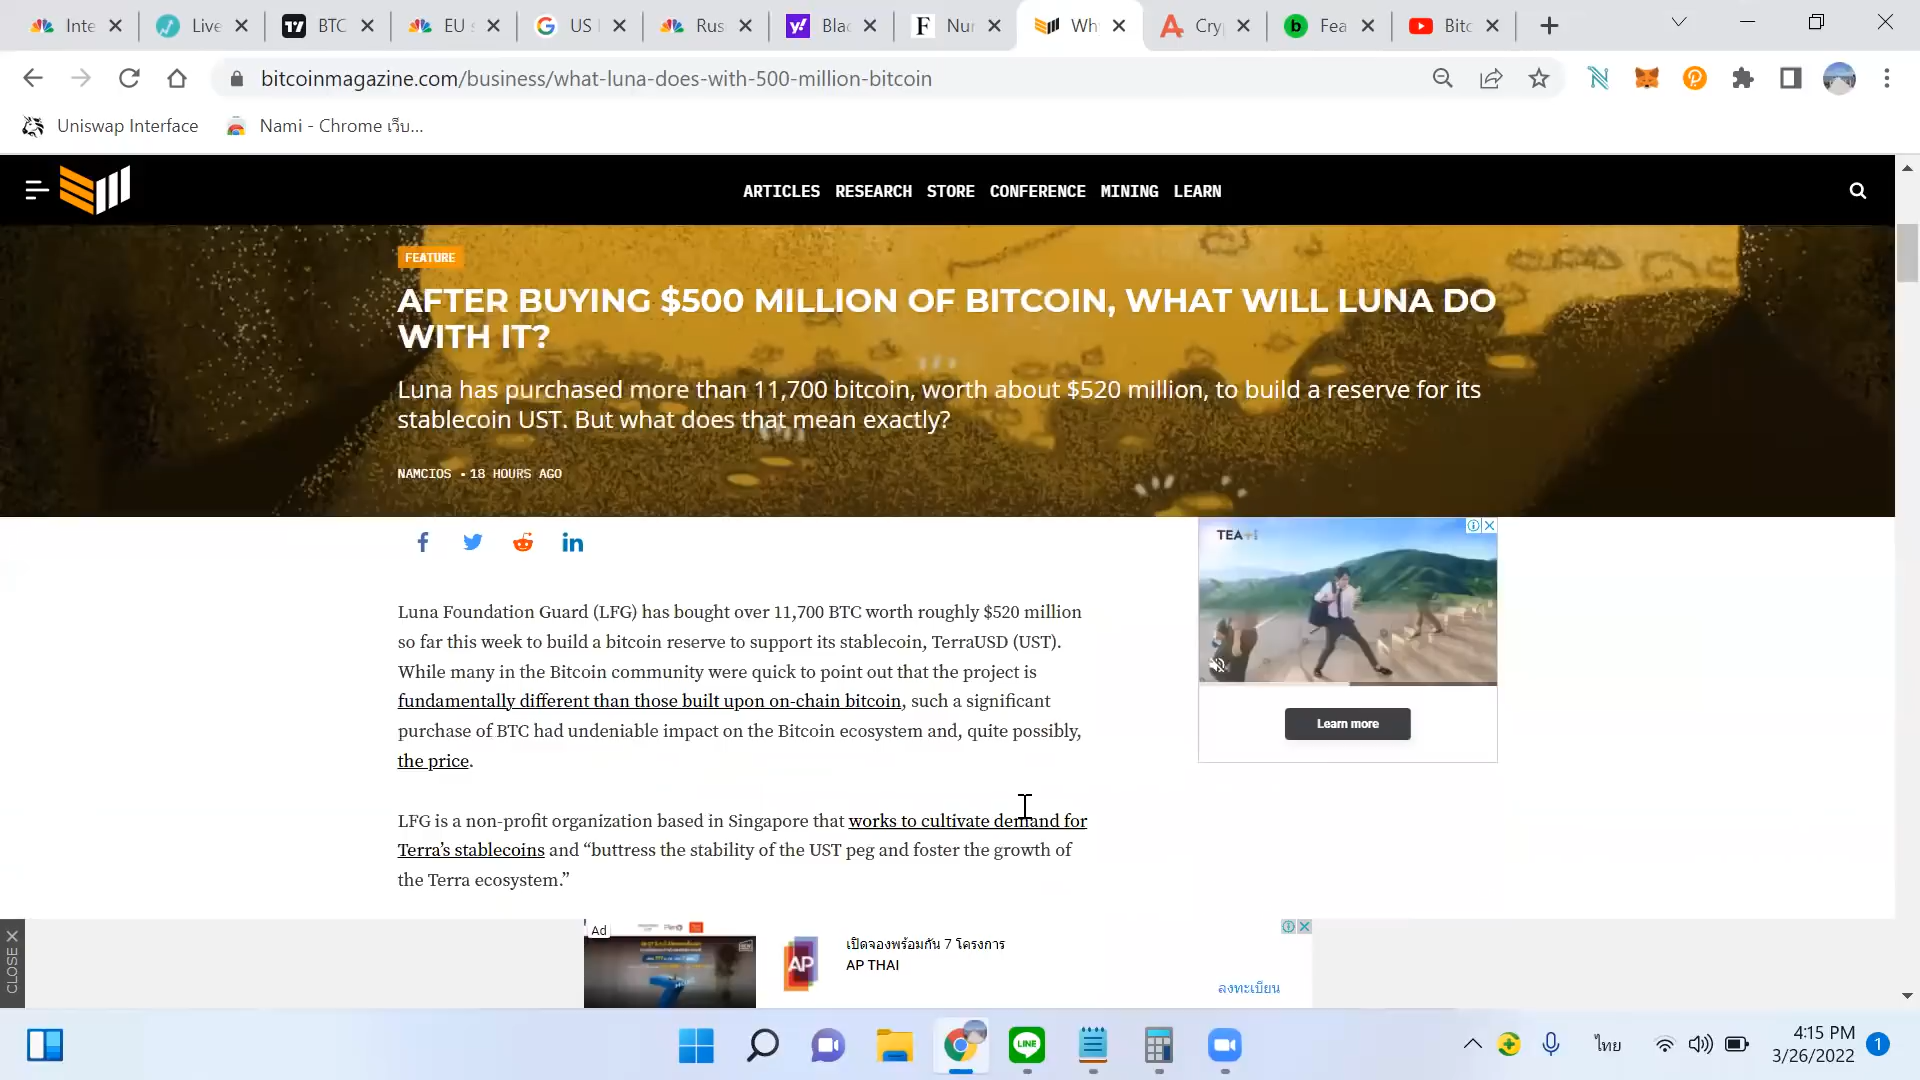 Inte
Live
BTC
EU s
US I
Rus
Blac
Nur
Wh
Cry
Fea
Bitc
bitcoinmagazine.com/business/what-luna-does-with-500-million-bitcoin
Uniswap Interface
Nami - Chrome เว็บ...
ARTICLES RESEARCH STORE CONFERENCE MINING LEARN
FEATURE
AFTER BUYING $500 MILLION OF BITCOIN, WHAT WILL LUNA DO
WITH IT?
Luna has purchased more than 11,700 bitcoin, worth about $520 million, to build a reserve for its
stablecoin UST. But what does that mean exactly?
NAMCIOS • 18 HOURS AGO
Luna Foundation Guard (LFG) has bought over 11,700 BTC worth roughly $520 million
so far this week to build a bitcoin reserve to support its stablecoin, TerraUSD (UST).
While many in the Bitcoin community were quick to point out that the project is
fundamentally different than those built upon on-chain bitcoin, such a significant
purchase of BTC had undeniable impact on the Bitcoin ecosystem and, quite possibly,
the price.
LFG is a non-profit organization based in Singapore that works to cultivate demand for
Terra’s stablecoins and “buttress the stability of the UST peg and foster the growth of
the Terra ecosystem.”
Learn more
CLOSE
Ad
AP
เปิดจองพร้อมกัน 7 โครงการ
AP THAI
ลงทะเบียน
LINE
ไทย
4:15 PM
3/26/2022
1